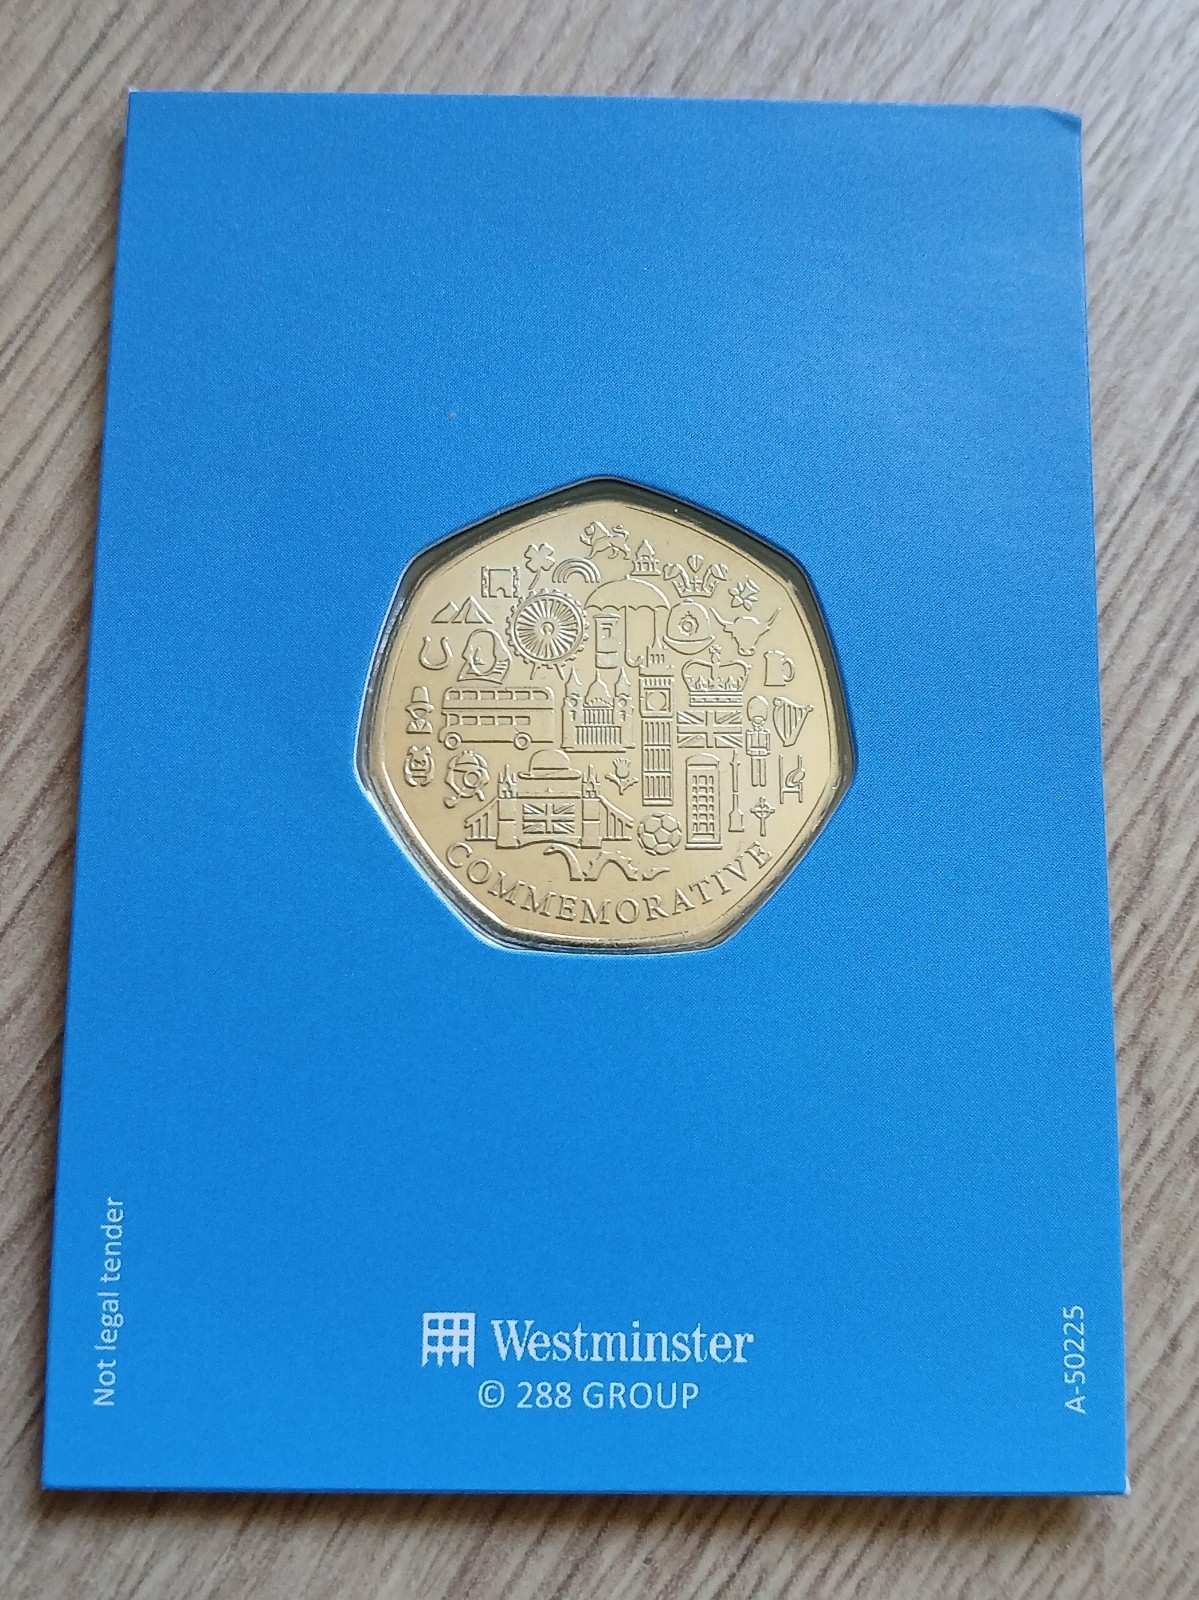 COMMEMORATIVE
Not legal tender
Westminster
© 288 GROUP
A-50225